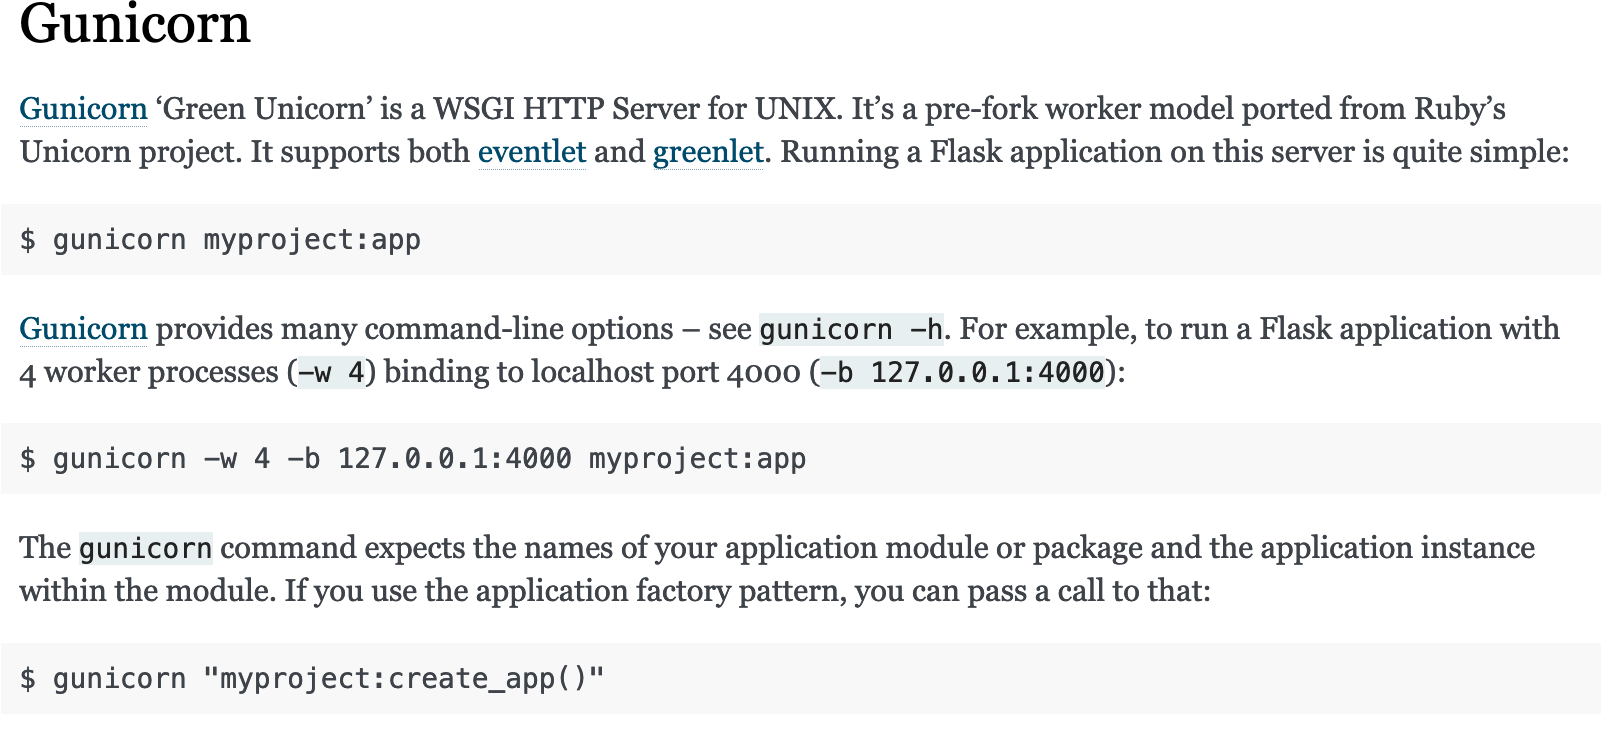 Gunicorn
Gunicorn ‘Green Unicorn’ is a WSGI HTTP Server for UNIX. It’s a pre-fork worker model ported from Ruby’s
Unicorn project. It supports both eventlet and greenlet. Running a Flask application on this server is quite simple:
$ gunicorn myproject:app
Gunicorn provides many command-line options – see gunicorn -h. For example, to run a Flask application with
4 worker processes (-w 4) binding to localhost port 4000 (-b 127.0.0.1:4000):
$ gunicorn -w 4 -b 127.0.0.1:4000 myproject:app
The gunicorn command expects the names of your application module or package and the application instance
within the module. If you use the application factory pattern, you can pass a call to that:
$ gunicorn "myproject:create_app()"